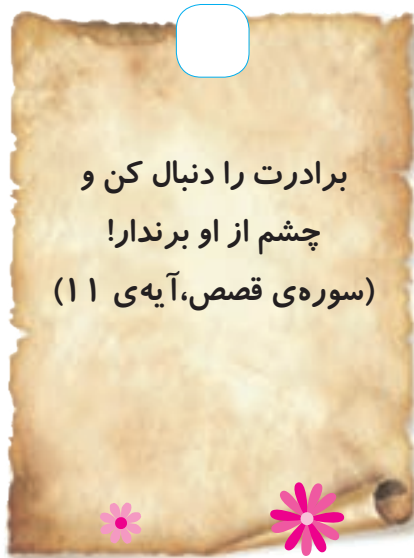 برادرت را دنبال کن و
چشم از او برندار!
(سوره‌ی قصص،آیه‌ی ۱۱)